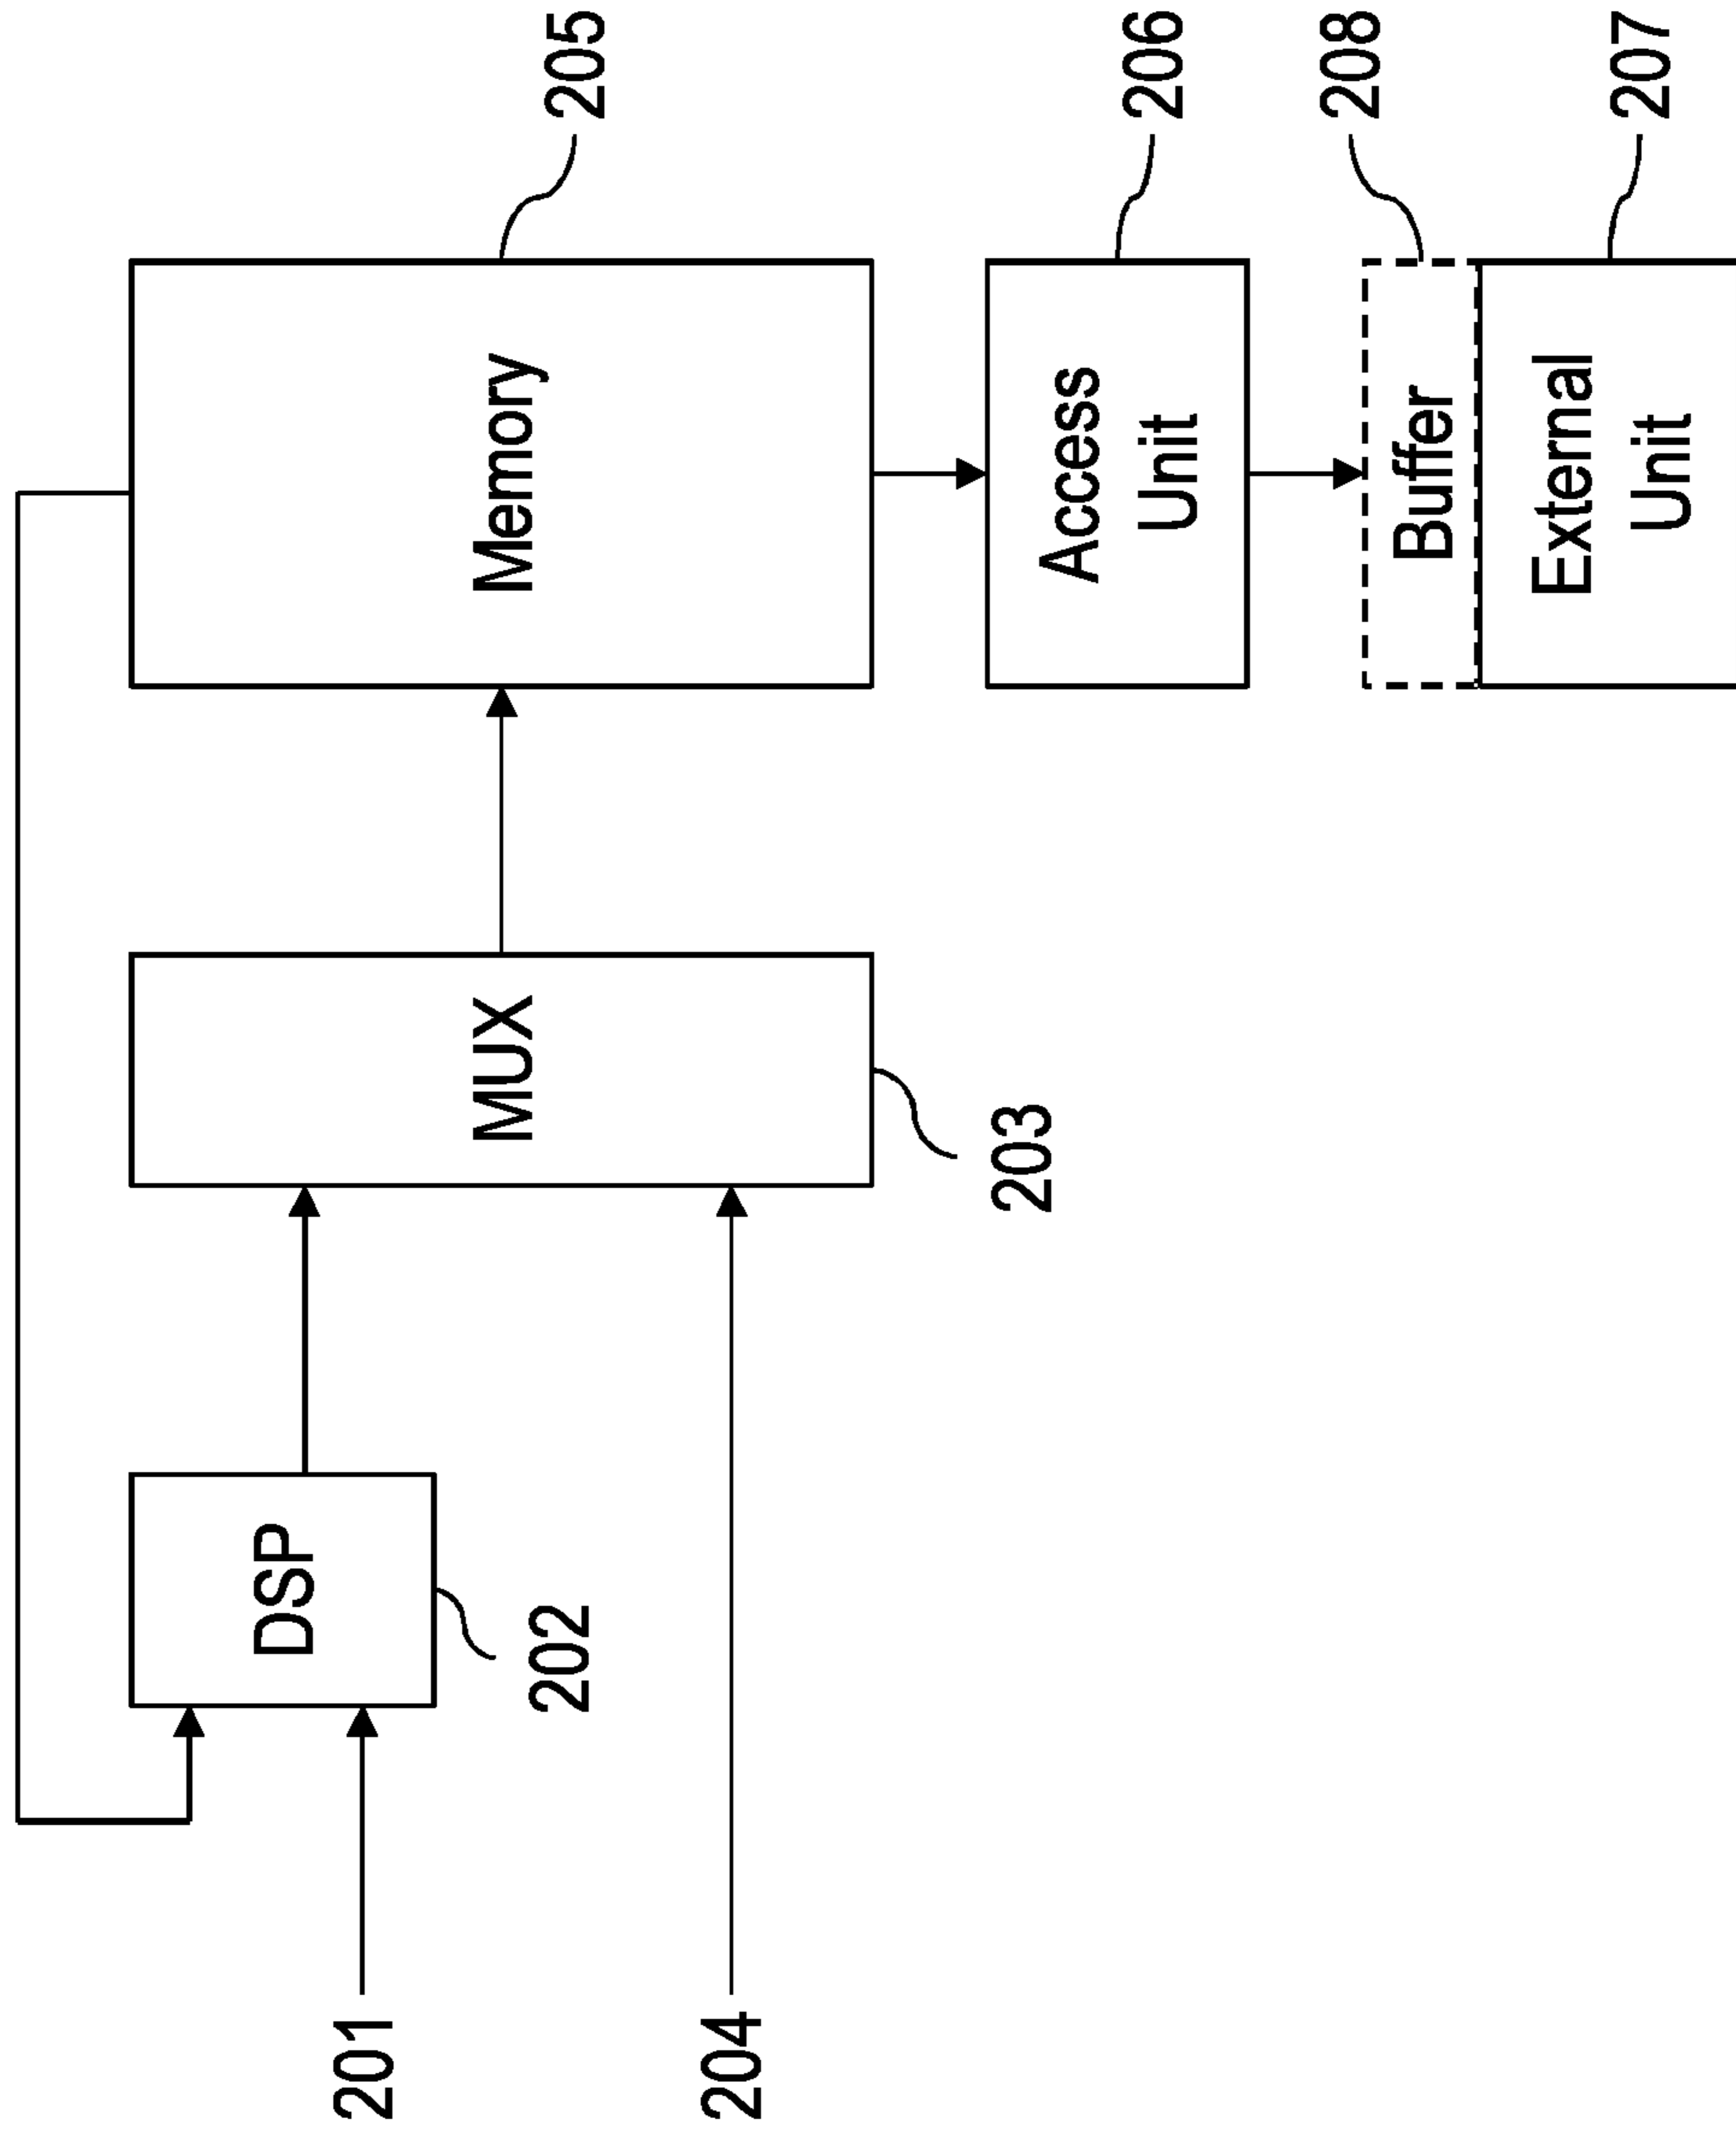 201
DSP
202
204
MUX
203
Memory
205
Access
Unit
206
Buffer
208
External
Unit
207